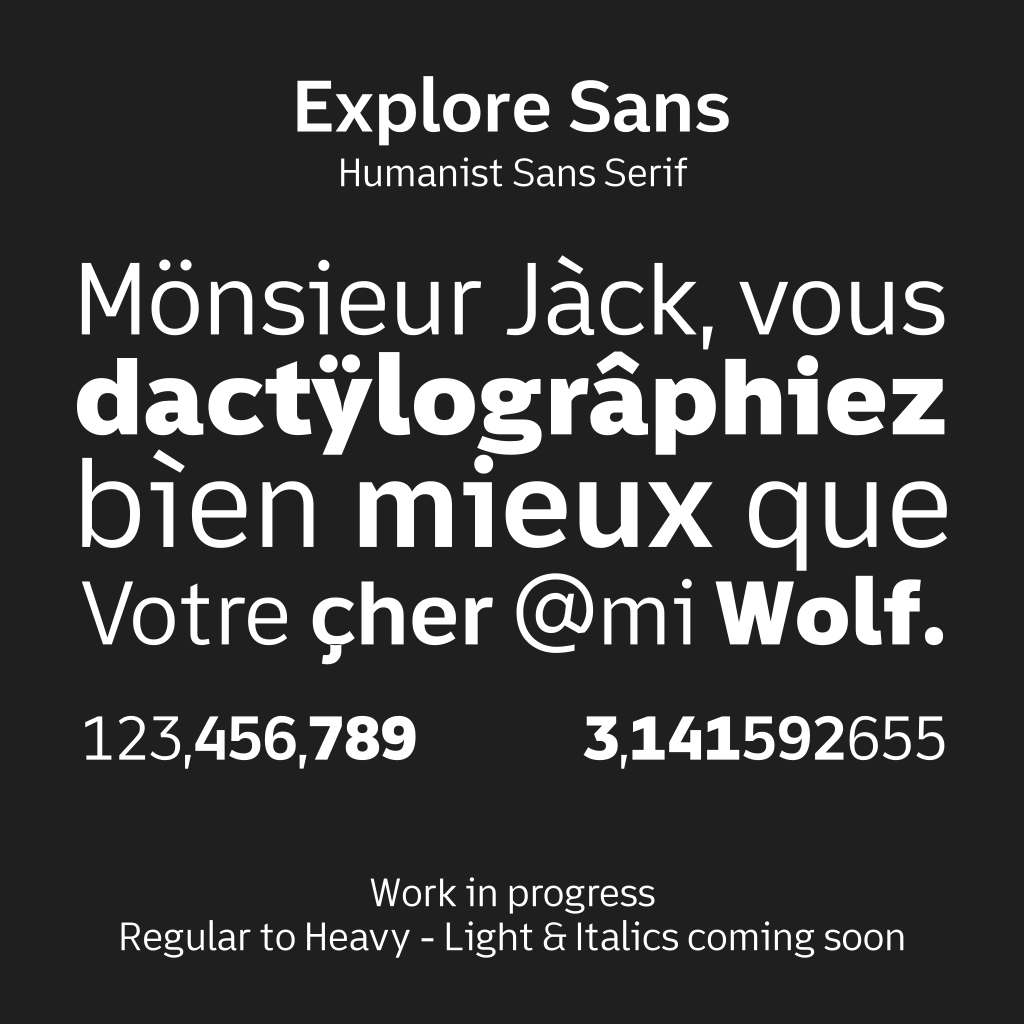 Explore Sans
Humanist Sans Serif
Mönsieur Jàck, vous
dactÿlogrâphiez
bìen mieux que
Votre çher @mi Wolf.
123,456,789 3,141592655
Work in progress
Regular to Heavy - Light & Italics coming soon